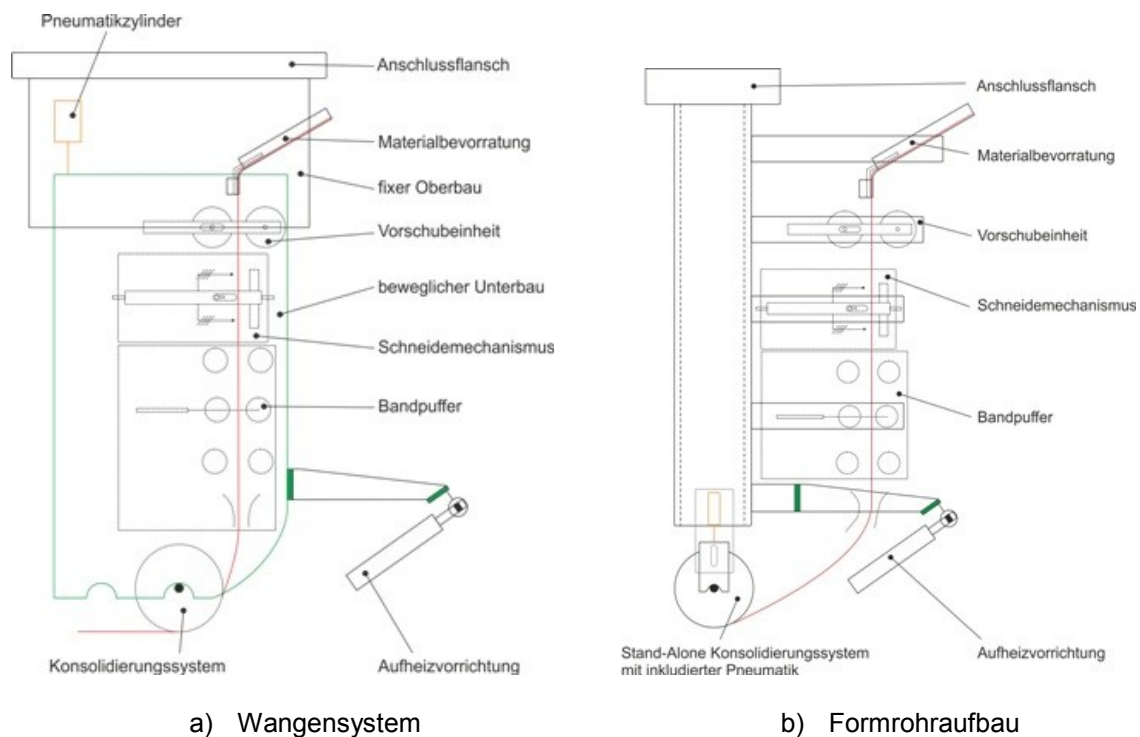 Pneumatikzylinder
Anschlussflansch
Materialbevorratung
fixer Oberbau
Vorschubeinheit
beweglicher Unterbau
Schneidemechanismus
Bandpuffer
Konsolidierungssystem
Aufheizvorrichtung
a) Wangensystem
Anschlussflansch
Materialbevorratung
Vorschubeinheit
Schneidemechanismus
Bandpuffer
Stand-Alone Konsolidierungssystem
mit inkludierter Pneumatik
Aufheizvorrichtung
b) Formrohraufbau